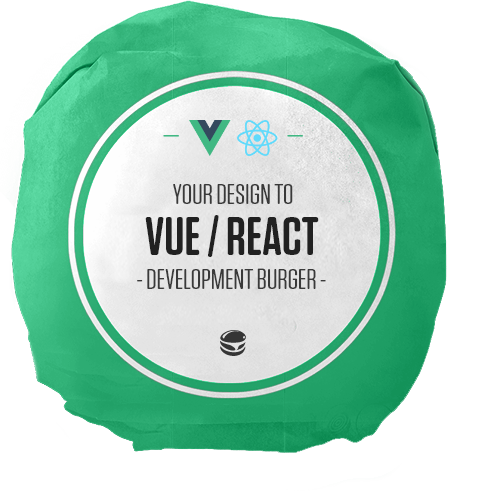 YOUR DESIGN TO
VUE / REACT
- DEVELOPMENT BURGER -